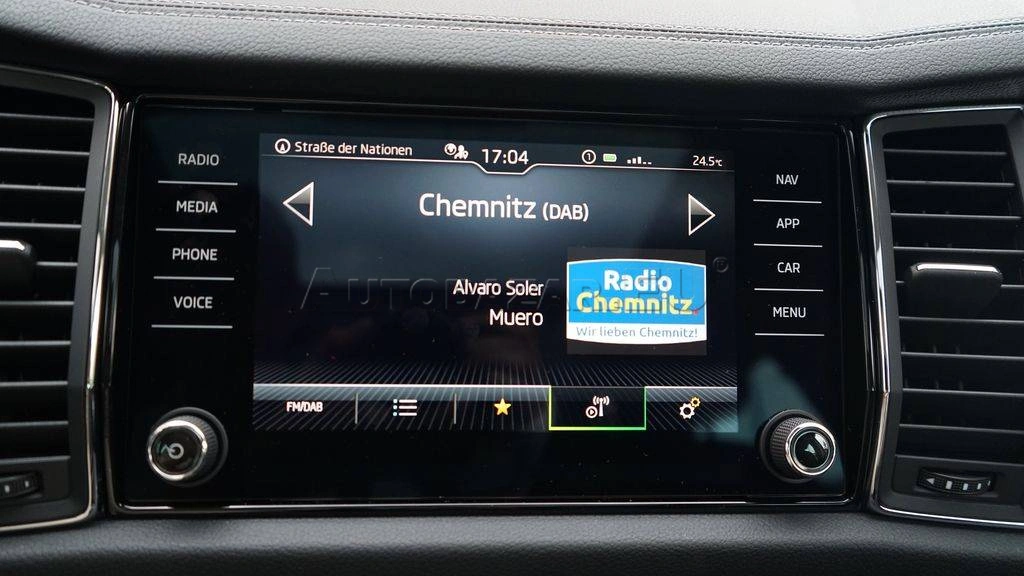 RADIO
MEDIA
PHONE
VOICE
Straße der Nationen 17:04 1 24.5°C
Chemnitz (DAB)
Alvaro Soler
Muero
Radio
Chemnitz.
Wir lieben Chemnitz!
FM/DAB
NAV
APP
CAR
MENU